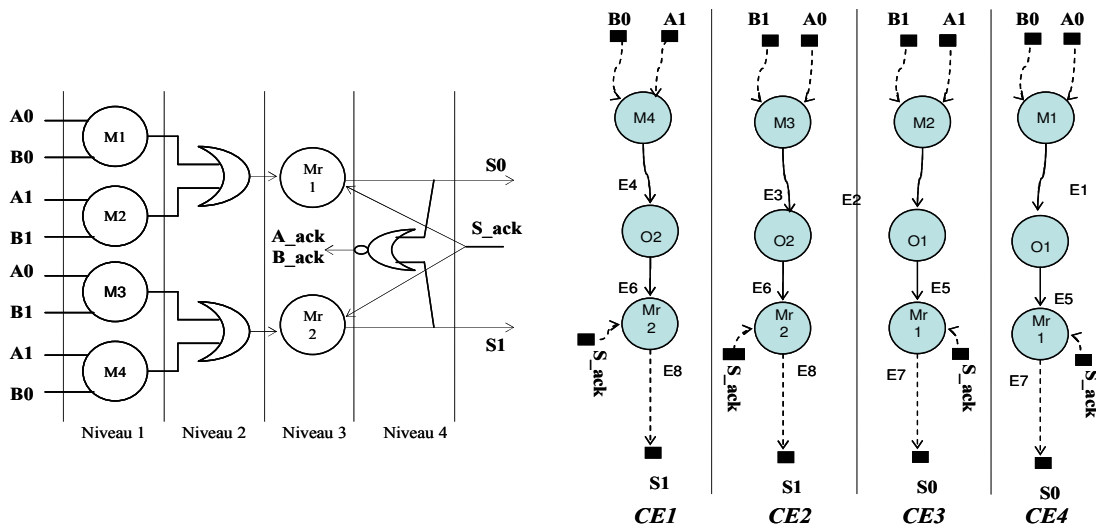 A0
B0
A1
B1
A0
B1
A1
B0
M1
M2
M3
M4
Mr
1
Mr
2
S0
S_ack
A_ack
B_ack
S1
Niveau 1
Niveau 2
Niveau 3
Niveau 4
B0 A1
M4
E4
O2
E6
Mr
2
S_ack
E8
S1
CE1
B1 A0
M3
E3
O2
E6
Mr
2
S_ack
E8
S1
CE2
B1 A1
M2
E2
O1
E5
Mr
1
S_ack
E7
S0
CE3
B0 A0
M1
E1
O1
E5
Mr
1
S_ack
E7
S0
CE4